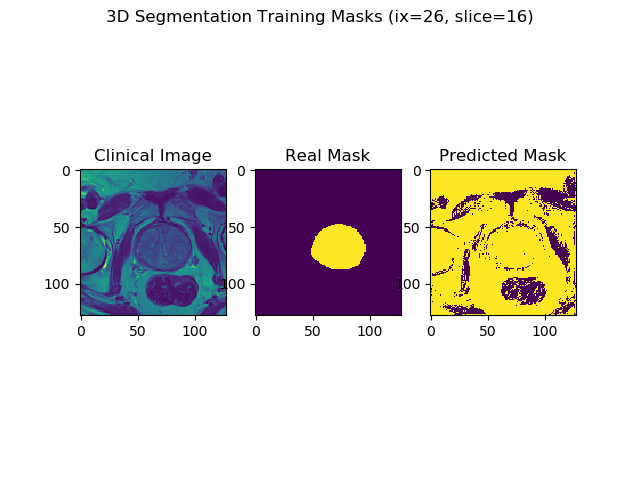 3D Segmentation Training Masks (ix=26, slice=16)
Clinical Image Real Mask Predicted Mask
0 0 0
50 50 50
100 100 100
0 50 100 0 50 100 0 50 100